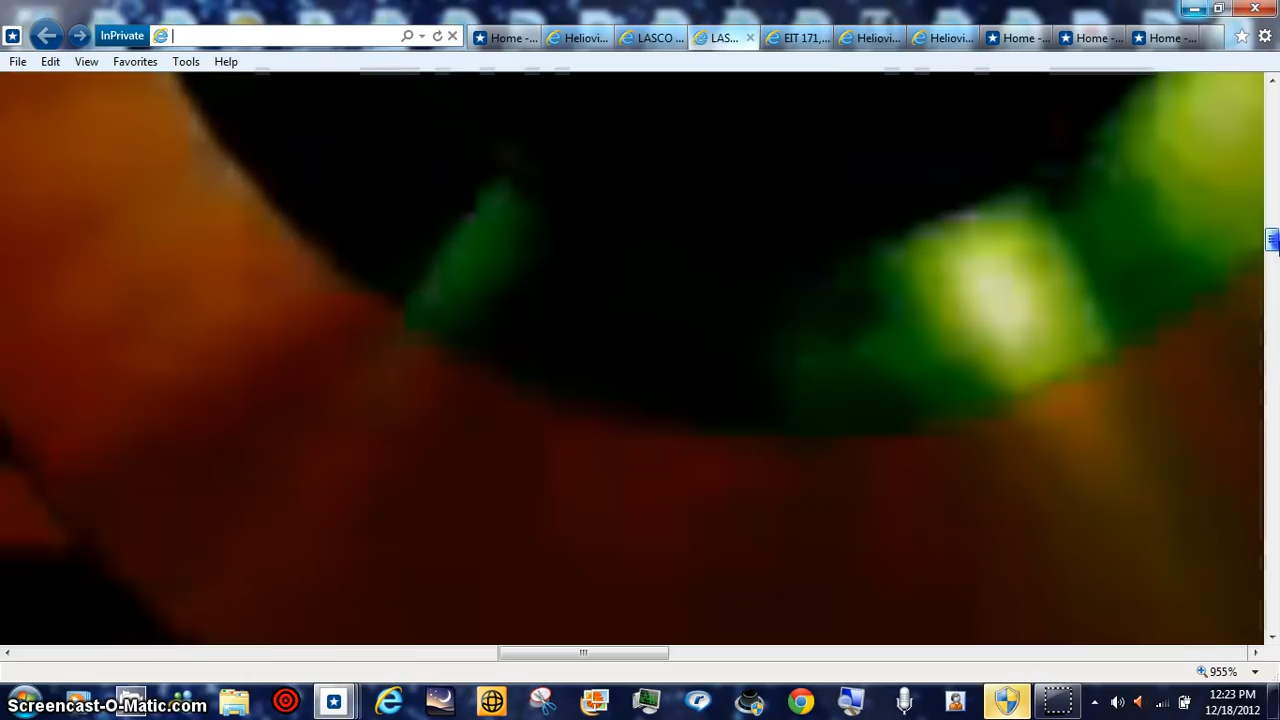 InPrivate
Home -...
Heliovi...
LASCO ...
LAS...
EIT 171,...
Heliovi...
Heliovi...
Home -...
Home -...
Home -...
File Edit View Favorites Tools Help
955%
Screencast-O-Matic.com
12:23 PM
12/18/2012